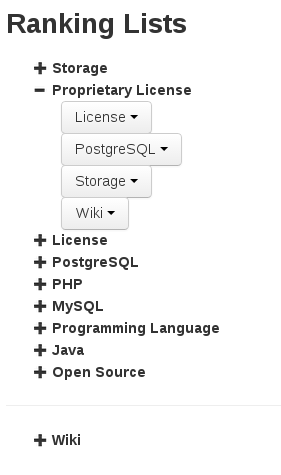 Ranking Lists
Storage
Proprietary License
License
PostgreSQL
Storage
Wiki
License
PostgreSQL
PHP
MySQL
Programming Language
Java
Open Source
Wiki